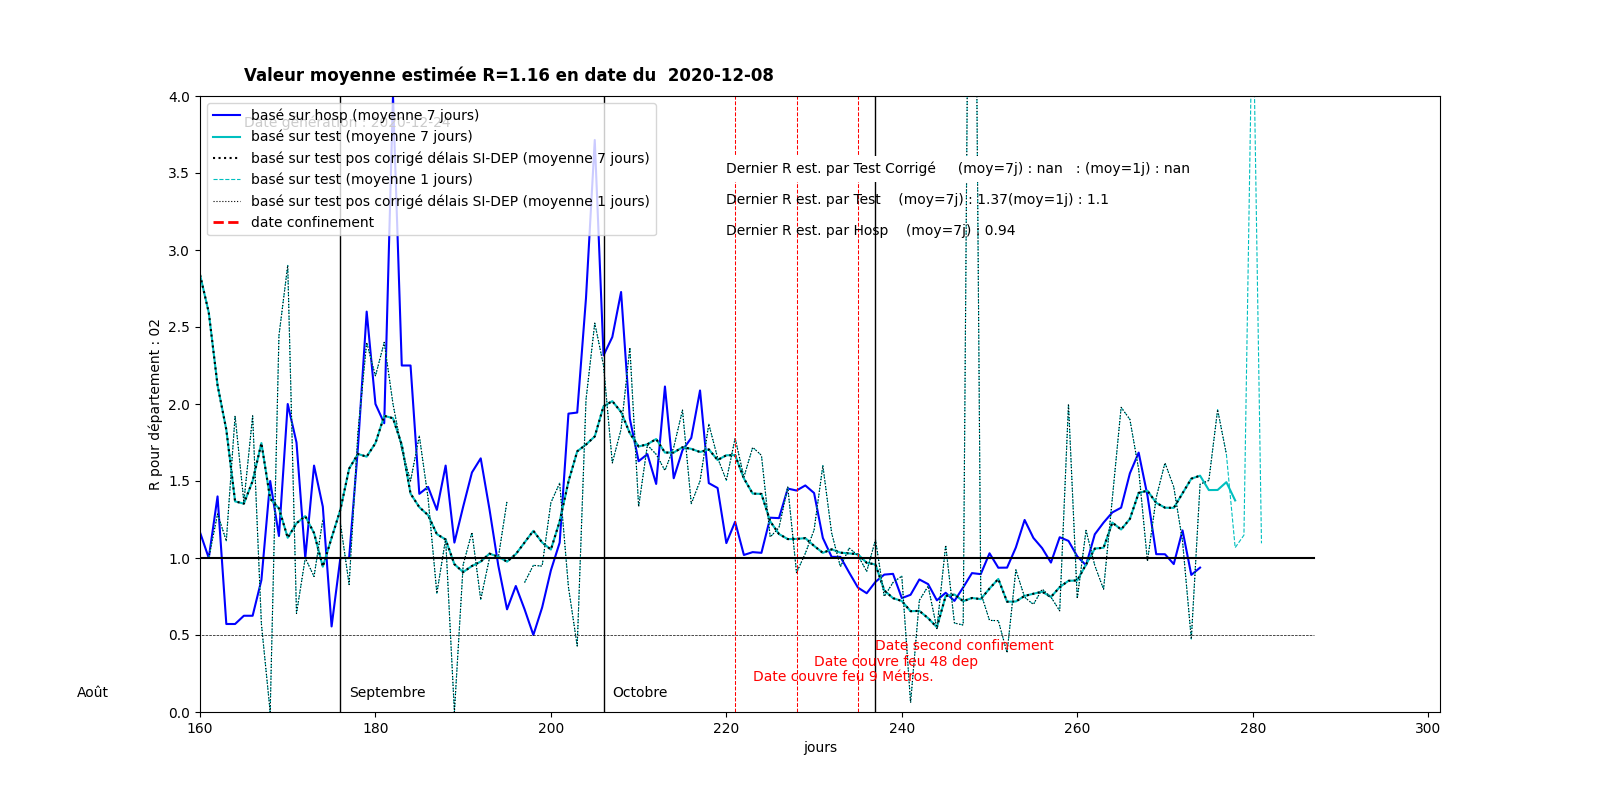 Valeur moyenne estimée R=1.16 en date du  2020-12-08
Date génération : 2020-12-24
basé sur hosp (moyenne 7 jours)
basé sur test (moyenne 7 jours)
basé sur test pos corrigé délais SI-DEP (moyenne 7 jours)
basé sur test (moyenne 1 jours)
basé sur test pos corrigé délais SI-DEP (moyenne 1 jours)
date confinement
Dernier R est. par Test Corrigé     (moy=7j) : nan   : (moy=1j) : nan
Dernier R est. par Test    (moy=7j) : 1.37(moy=1j) : 1.1
Dernier R est. par Hosp    (moy=7j) : 0.94
4.0
3.5
3.0
2.5
2.0
1.5
1.0
0.5
0.0
R pour département : 02
Date second confinement
Date couvre feu 48 dep
Date couvre feu 9 Métros.
Août
Septembre
Octobre
160 180 200 220 240 260 280 300
jours